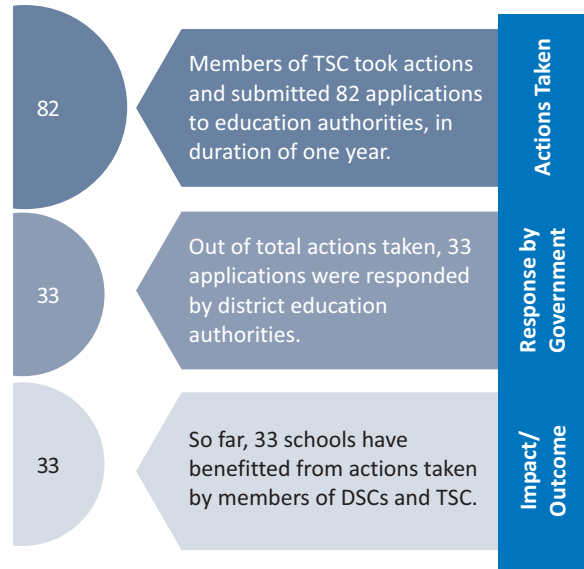 82
Members of TSC took actions
and submitted 82 applications
to education authorities, in
duration of one year.
Actions Taken
33
Out of total actions taken, 33
applications were responded
by district education
authorities.
Response by
Government
33
So far, 33 schools have
benefitted from actions taken
by members of DSCs and TSC.
Impact/
Outcome